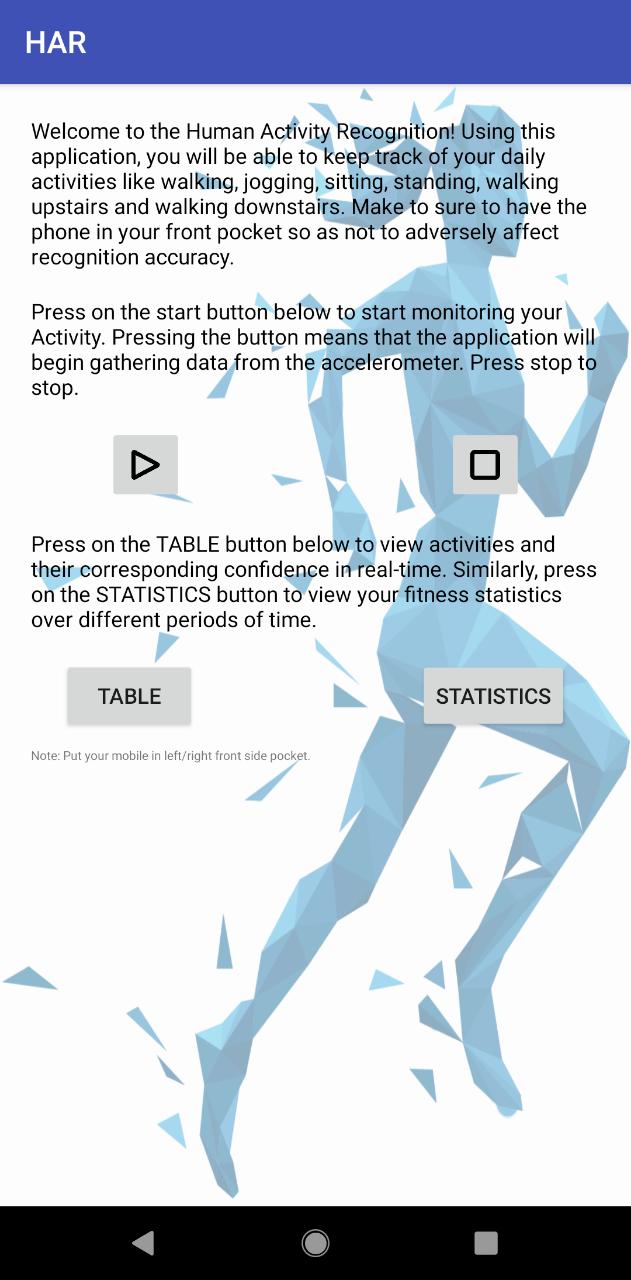 HAR
Welcome to the Human Activity Recognition! Using this
application, you will be able to keep track of your daily
activities like walking, jogging, sitting, standing, walking
upstairs and walking downstairs. Make to sure to have the
phone in your front pocket so as not to adversely affect
recognition accuracy.
Press on the start button below to start monitoring your
Activity. Pressing the button means that the application will
begin gathering data from the accelerometer. Press stop to
stop.
Press on the TABLE button below to view activities and
their corresponding confidence in real-time. Similarly, press
on the STATISTICS button to view your fitness statistics
over different periods of time.
TABLE
STATISTICS
Note: Put your mobile in left/right front side pocket.